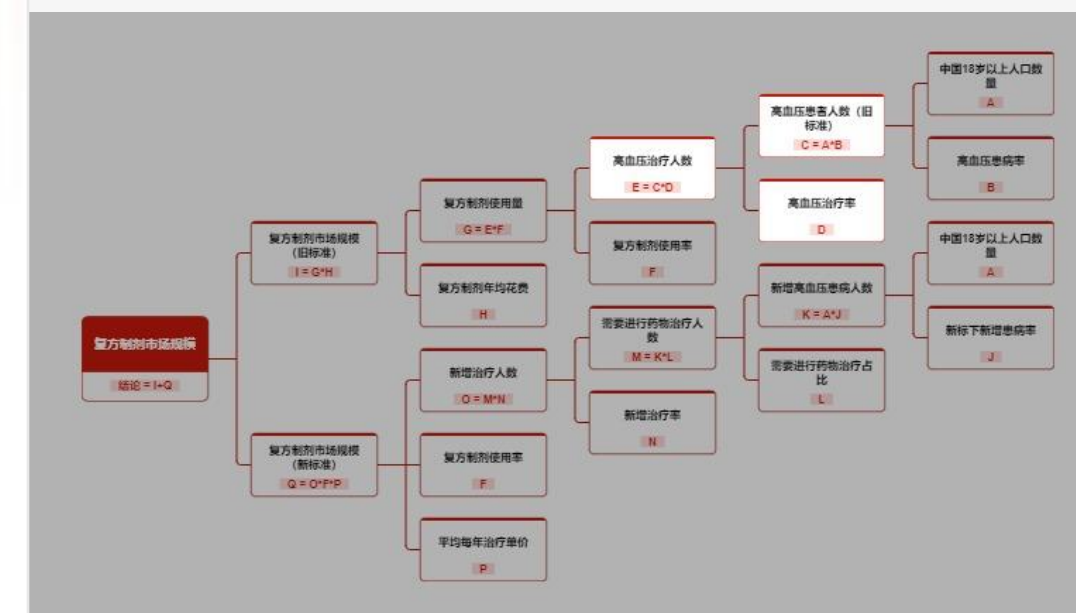 中国18岁以上人口数
量
A
高血压患者人数（旧
标准）
C = A*B
高血压治疗人数
E = C*D
高血压患病率
B
复方制剂使用量
G = E*F
高血压治疗率
D
复方制剂市场规模
（旧标准）
I = G*H
复方制剂使用率
F
中国18岁以上人口数
量
A
复方制剂年均花费
H
新增高血压患病人数
K = A*J
复方制剂市场规模
结论 = I+Q
需要进行药物治疗人
数
M = K*L
新标下新增患病率
J
新增治疗人数
O = M*N
需要进行药物治疗占
比
L
新增治疗率
N
复方制剂市场规模
（新标准）
Q = O*F*P
复方制剂使用率
F
平均每年治疗单价
P